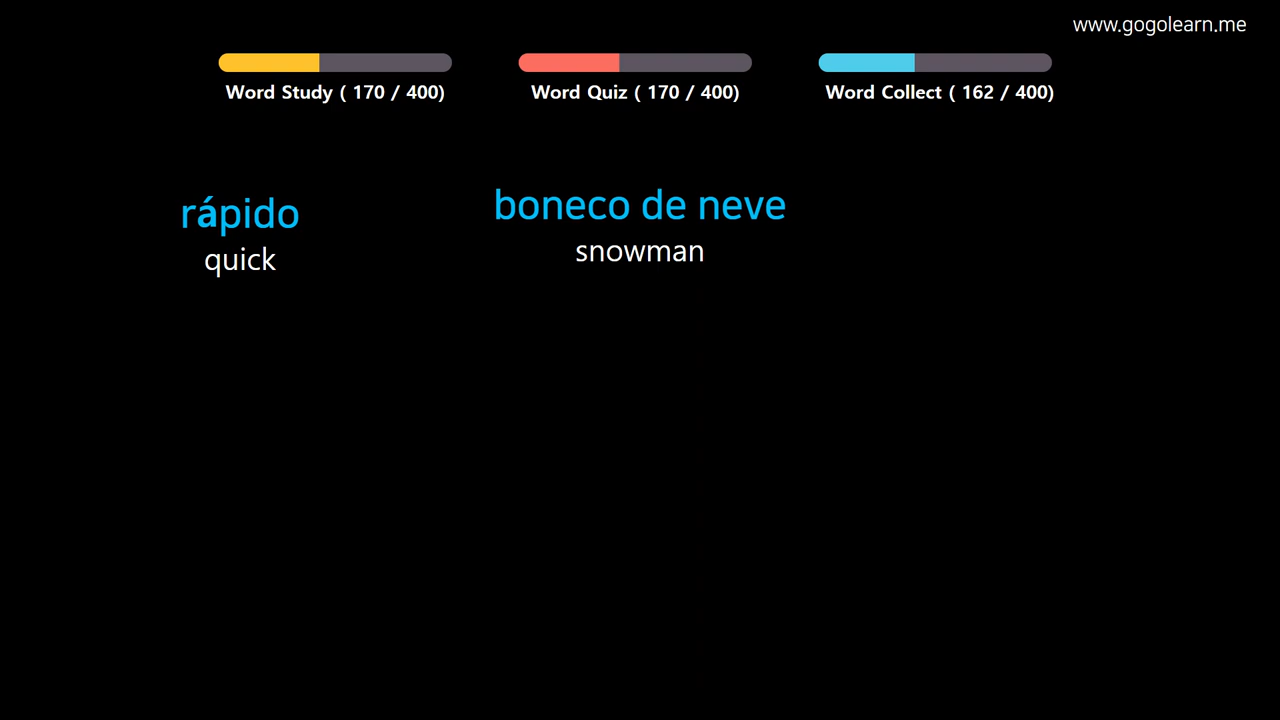 www.gogolearn.me
Word Study ( 170 / 400)
Word Quiz ( 170 / 400)
Word Collect ( 162 / 400)
rápido
quick
boneco de neve
snowman